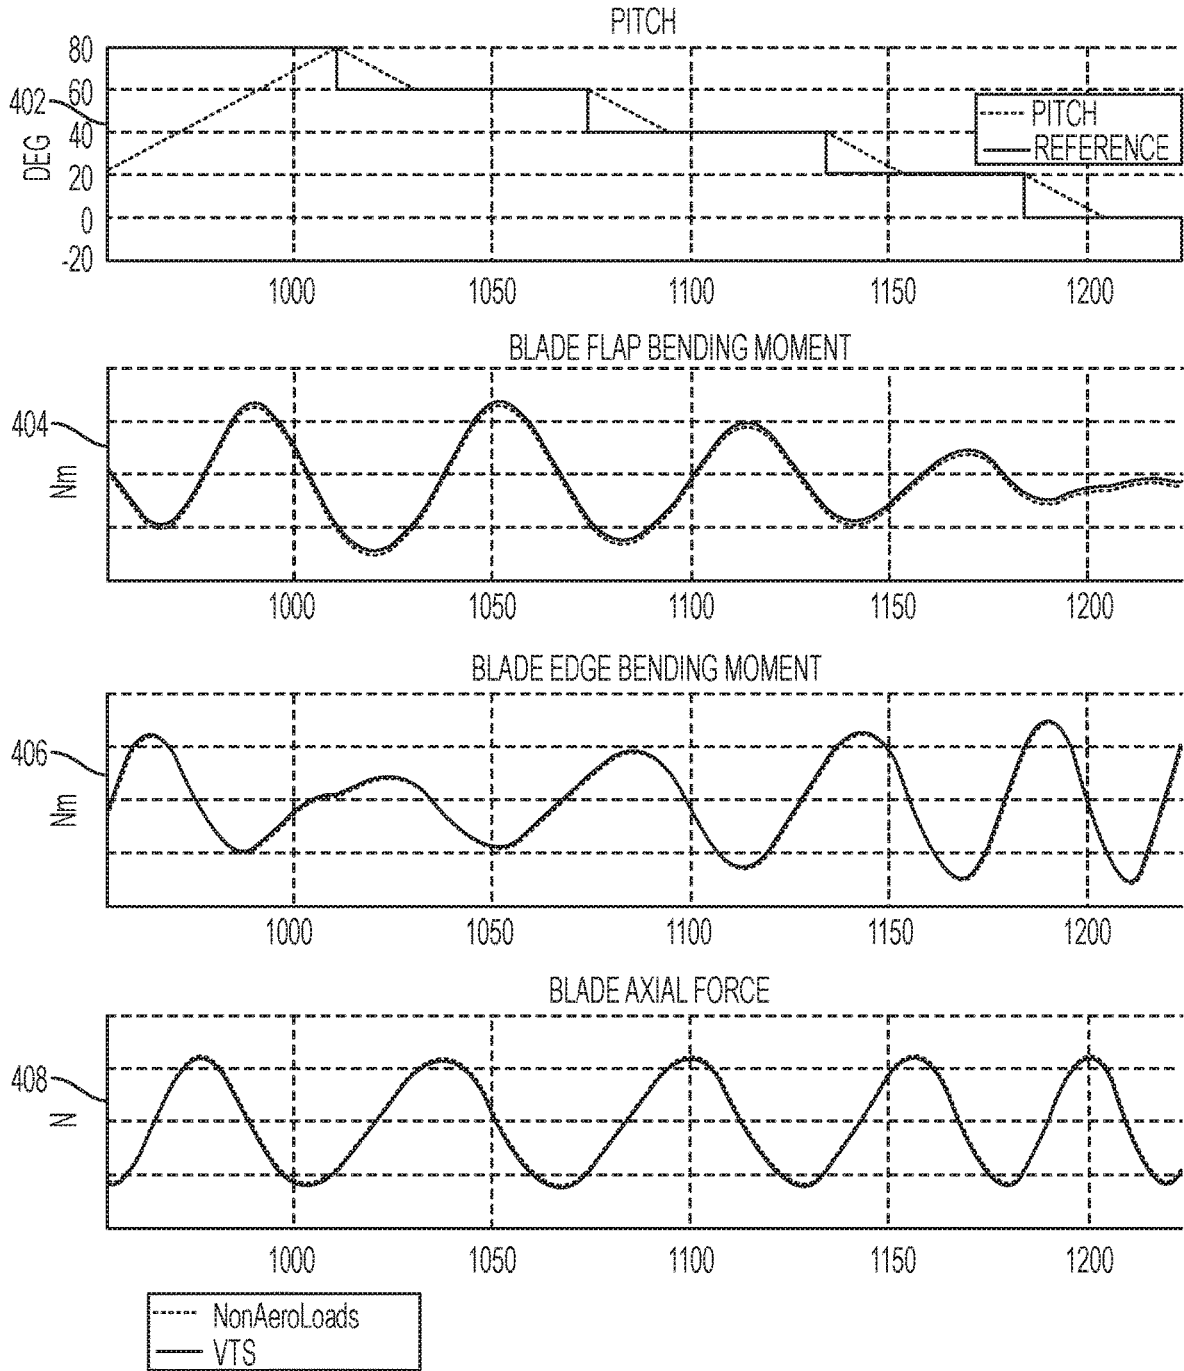 PITCH
80
60
40
20
0
-20
402
DEG
PITCH
REFERENCE
1000 1050 1100 1150 1200
BLADE FLAP BENDING MOMENT
404
Nm
1000 1050 1100 1150 1200
BLADE EDGE BENDING MOMENT
406
Nm
1000 1050 1100 1150 1200
BLADE AXIAL FORCE
408
N
1000 1050 1100 1150 1200
NonAeroLoads
VTS